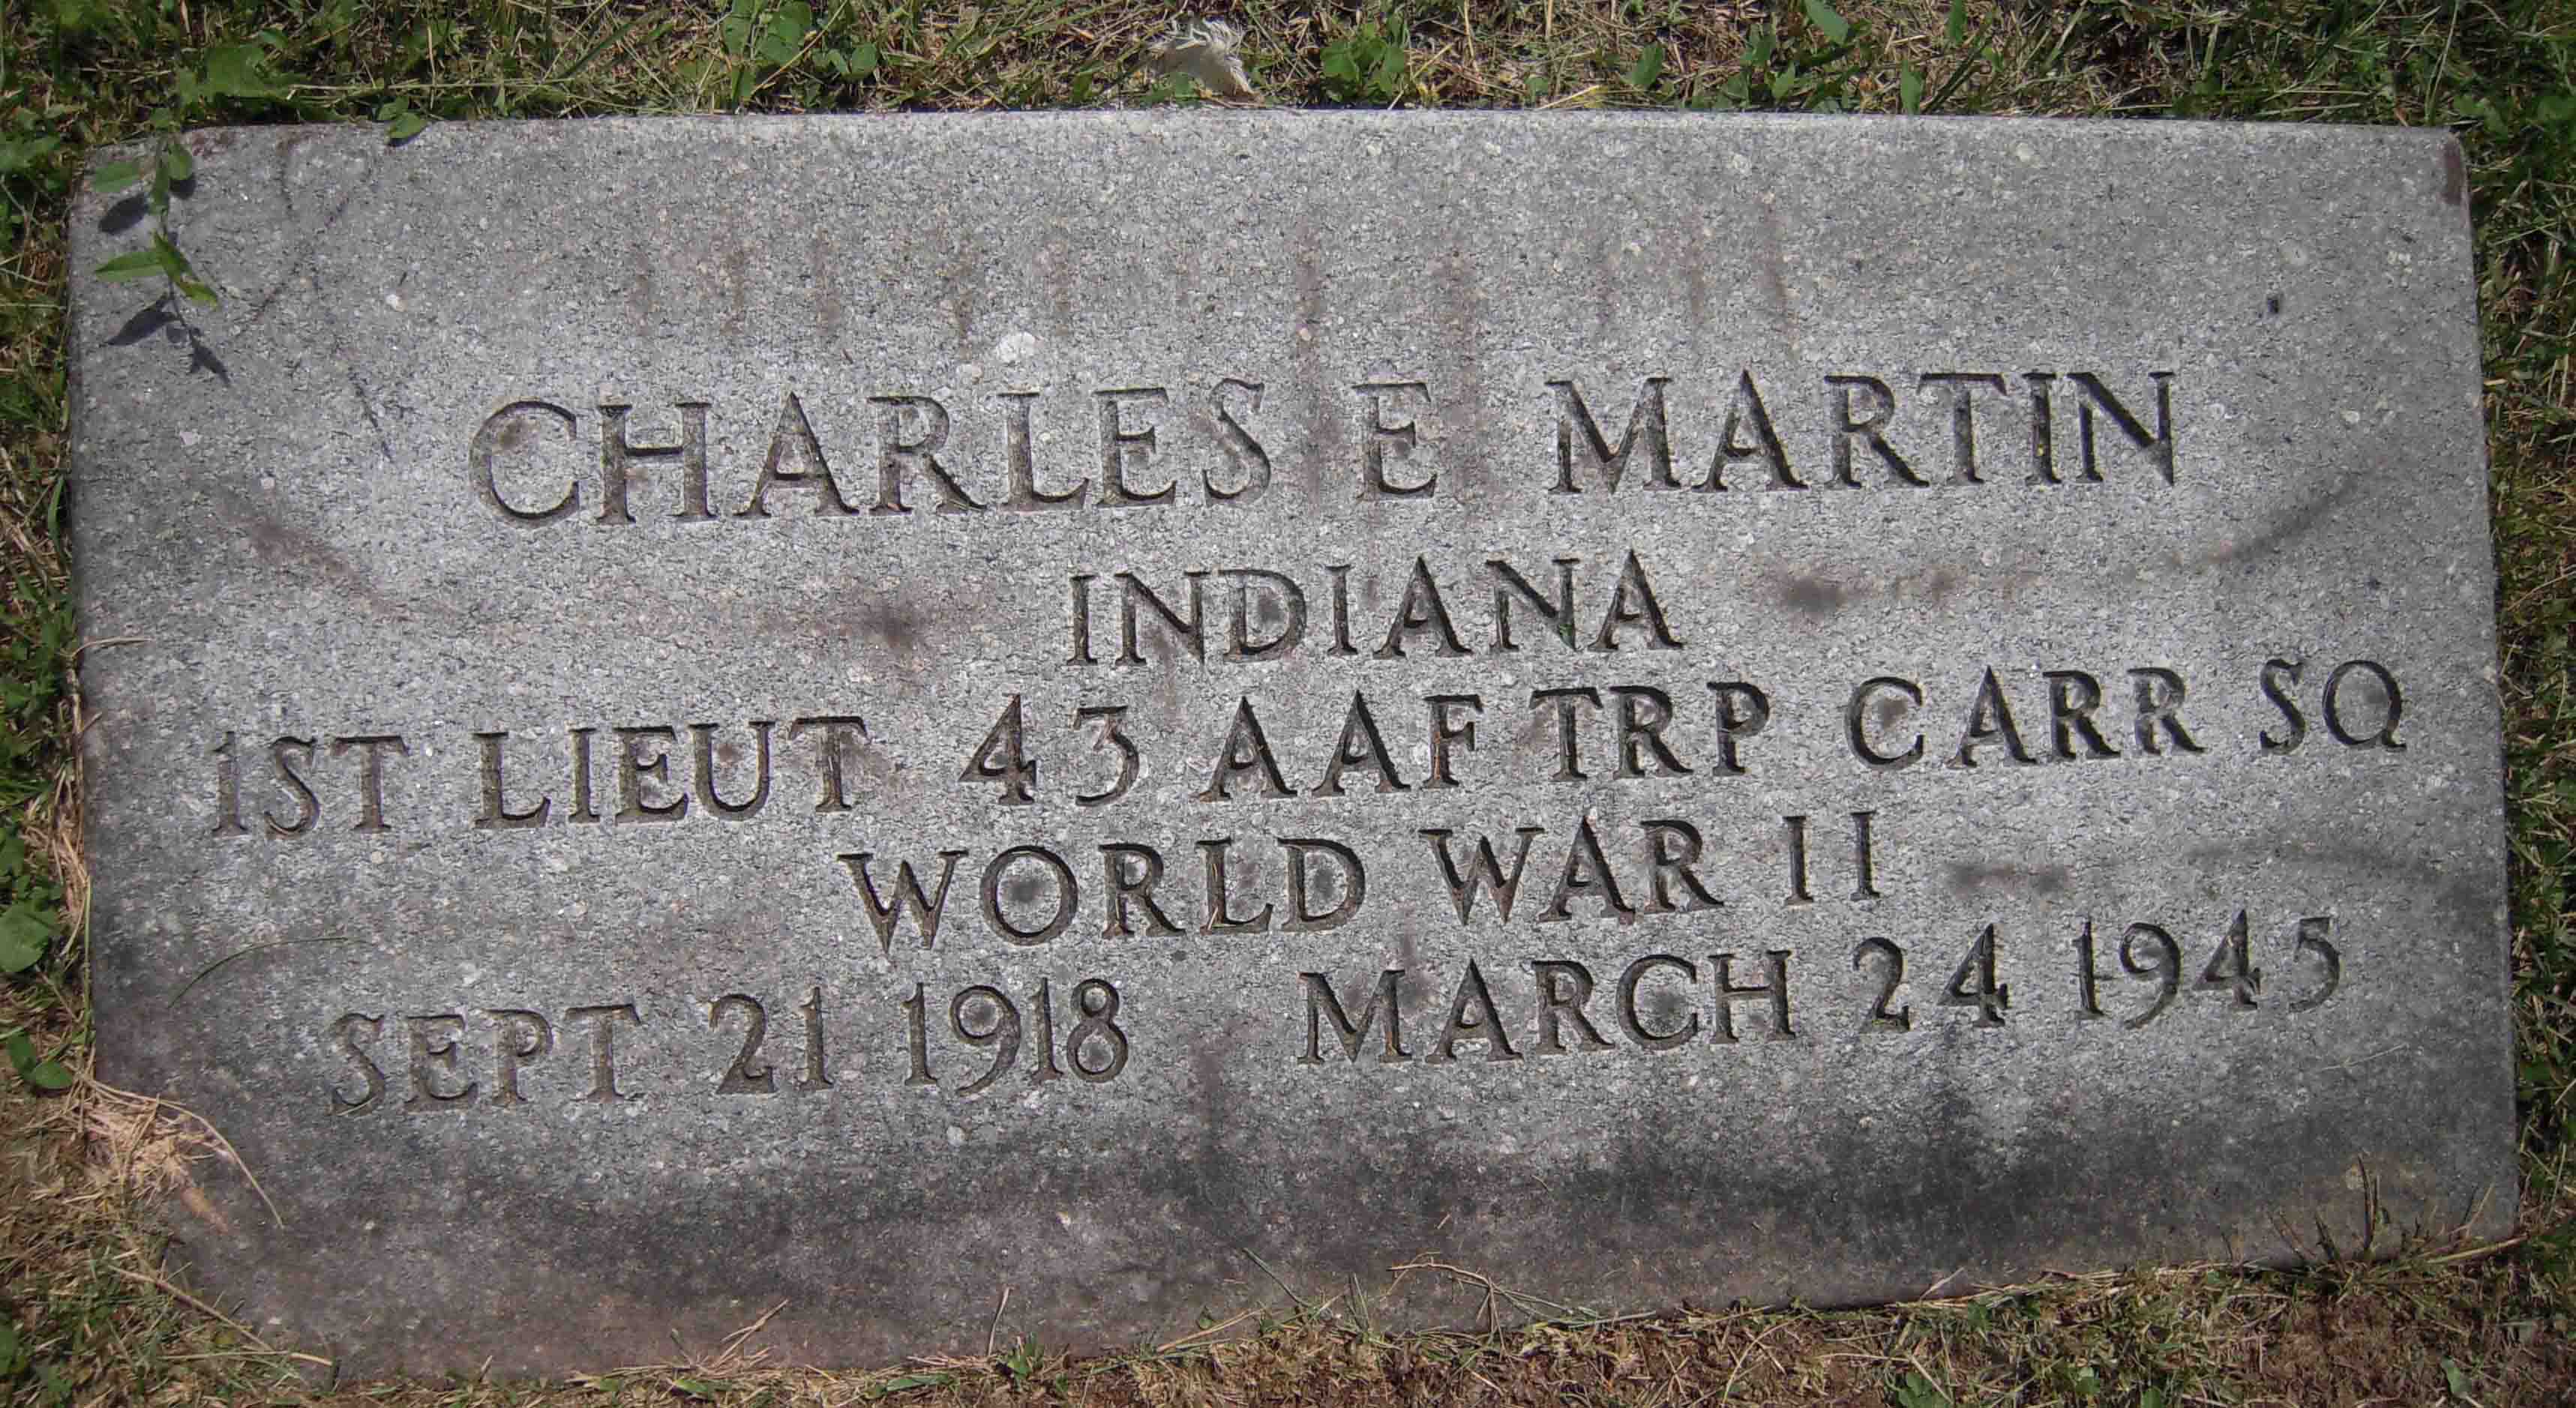 CHARLES E MARTIN
INDIANA
1ST LIEUT 43 AAF TRP CARR SQ
WORLD WAR II
SEPT 21 1918 MARCH 24 1945